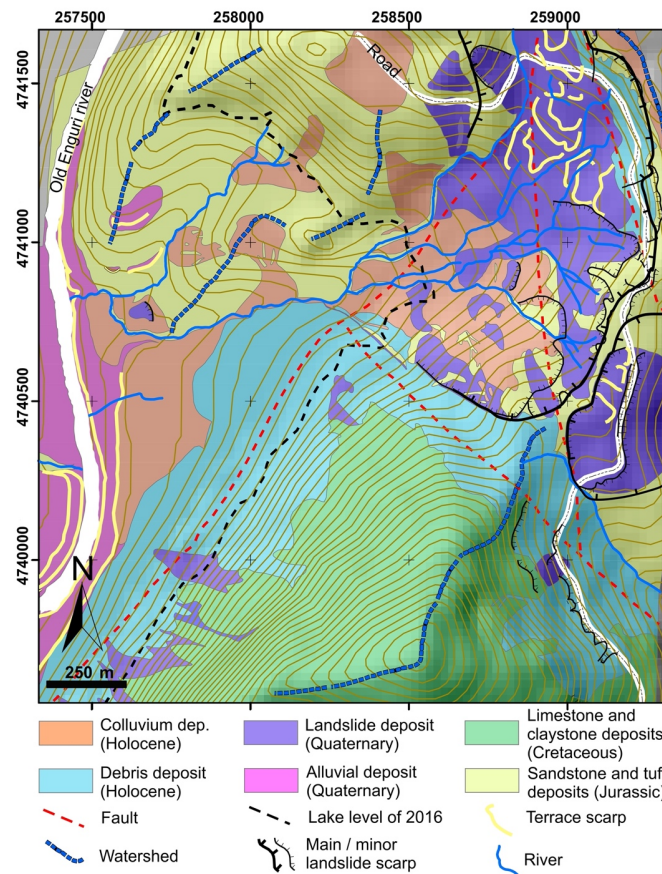 257500 258000 258500 259000
4741500
4741000
4740500
4740000
Road
Old Enguri river
N
250 m
Colluvium dep.
(Holocene)
Landslide deposit
(Quaternary)
Limestone and
claystone deposits
(Cretaceous)
Debris deposit
(Holocene)
Alluvial deposit
(Quaternary)
Sandstone and tuf
deposits (Jurassic)
Fault
Lake level of 2016
Terrace scarp
Watershed
Main / minor
landslide scarp
River